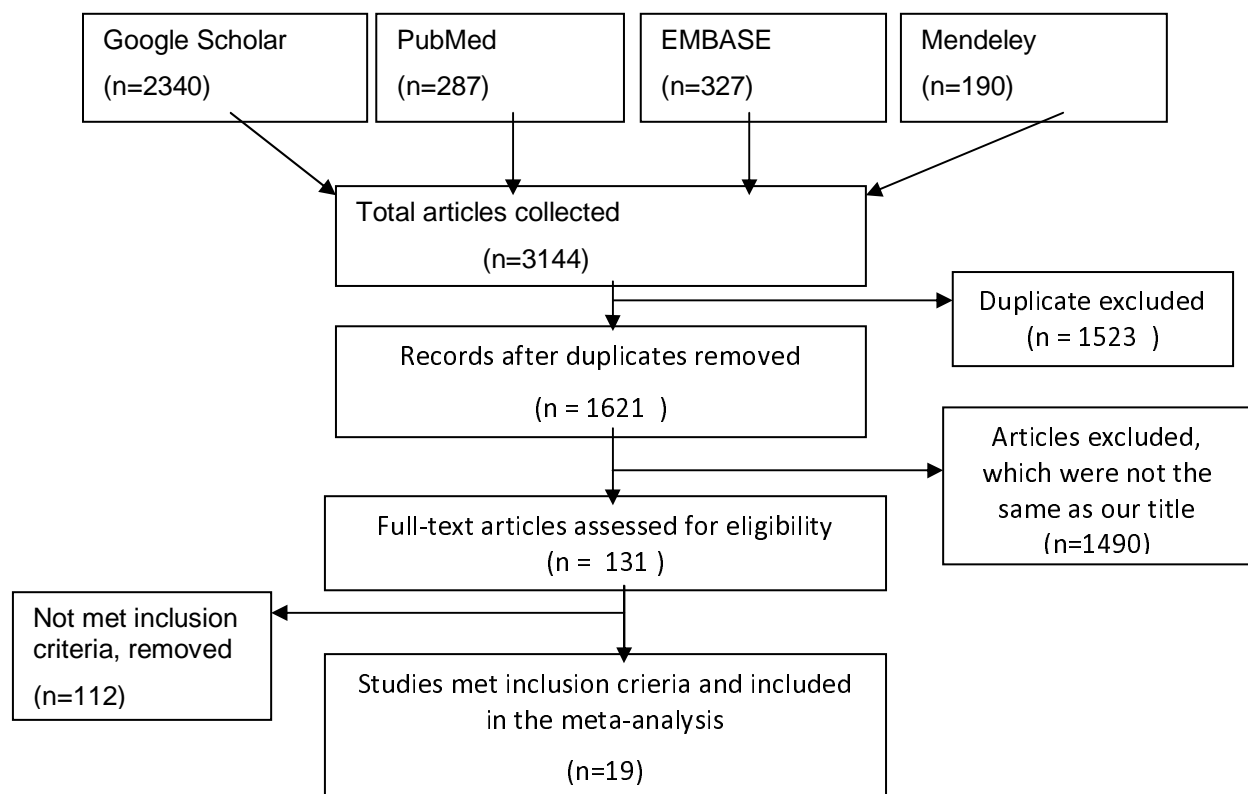 Google Scholar
(n=2340)
PubMed
(n=287)
EMBASE
(n=327)
Mendeley
(n=190)
Total articles collected
(n=3144)
Duplicate excluded
(n = 1523 )
Records after duplicates removed
(n = 1621 )
Articles excluded,
which were not the
same as our title
(n=1490)
Full-text articles assessed for eligibility
(n = 131 )
Not met inclusion
criteria, removed
(n=112)
Studies met inclusion crieria and included
in the meta-analysis
(n=19)